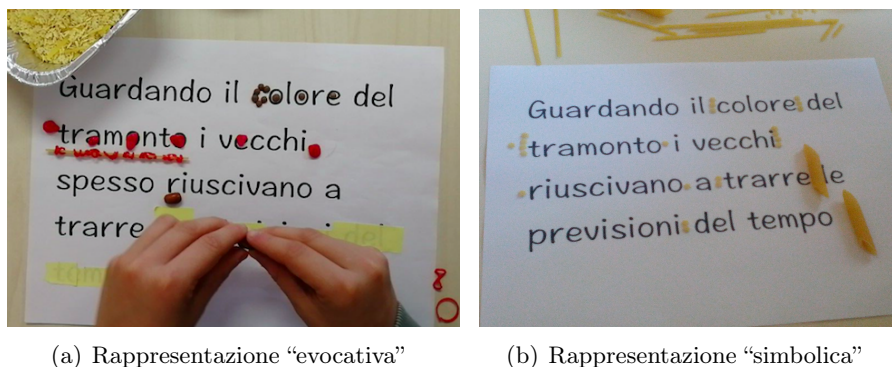 Guardando il colore del
tramonto i vecchi
spesso riuscivano a
trarre del
Guardando il colore del
tramonto i vecchi
riuscivano a trarre le
previsioni del tempo
(a) Rappresentazione “evocativa”
(b) Rappresentazione “simbolica”